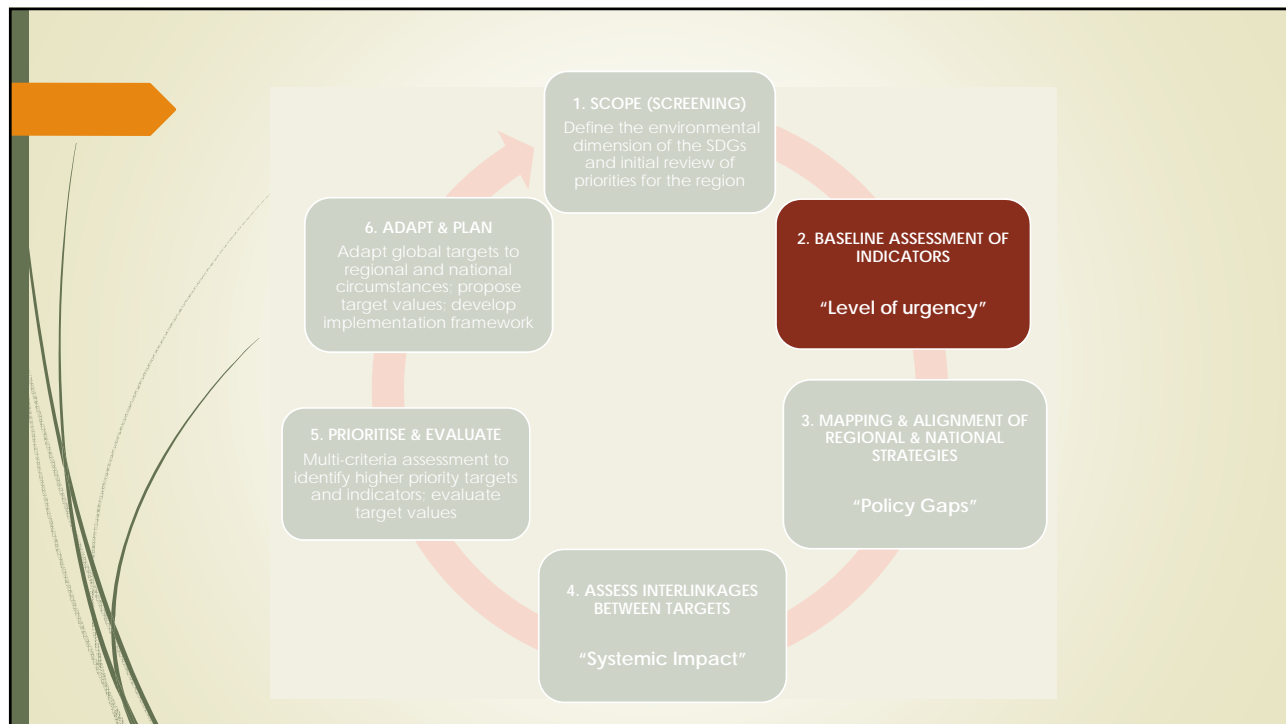 1. SCOPE (SCREENING)
Define the environmental
dimension of the SDGs
and initial review of
priorities for the region
2. BASELINE ASSESSMENT OF
INDICATORS
“Level of urgency”
3. MAPPING & ALIGNMENT OF
REGIONAL & NATIONAL
STRATEGIES
“Policy Gaps”
4. ASSESS INTERLINKAGES
BETWEEN TARGETS
“Systemic Impact”
5. PRIORITISE & EVALUATE
Multi-criteria assessment to
identify higher priority targets
and indicators; evaluate
target values
6. ADAPT & PLAN
Adapt global targets to
regional and national
circumstances; propose
target values; develop
implementation framework